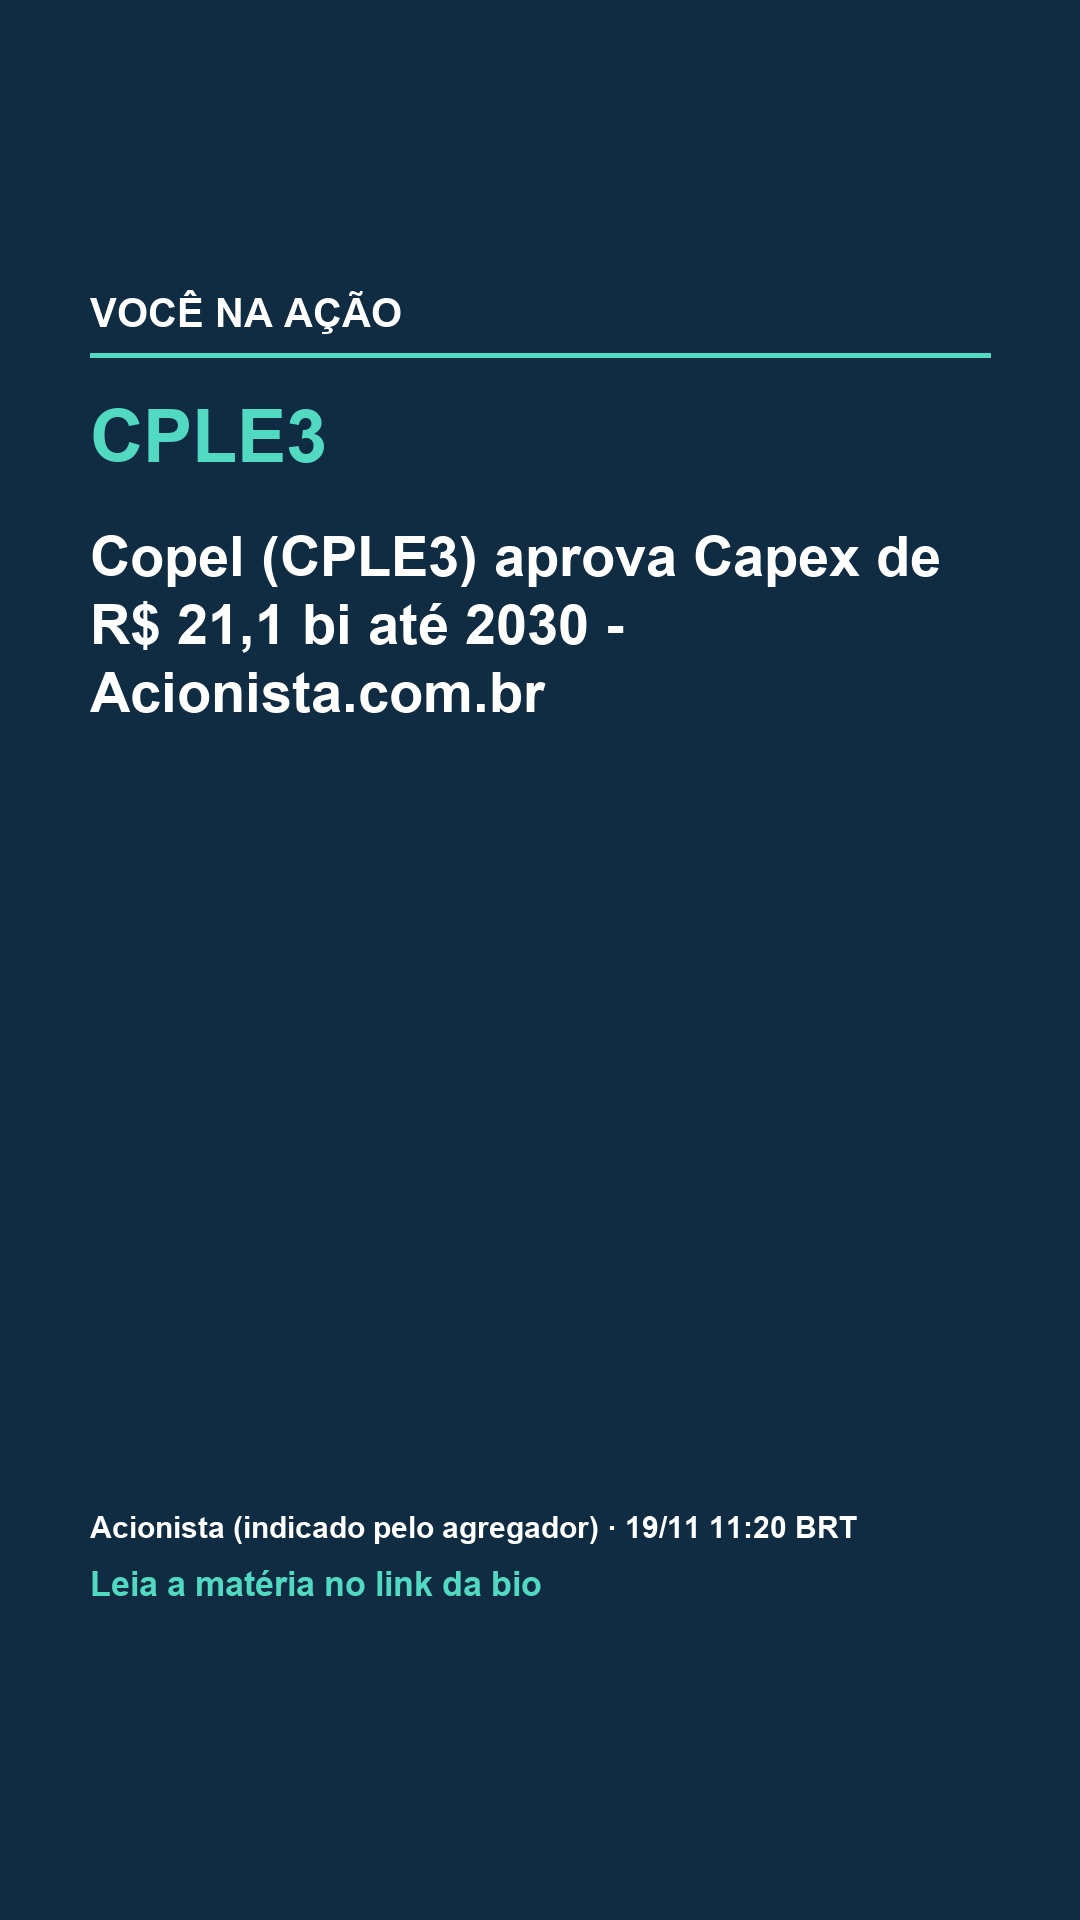 VOCÊ NA AÇÃO
CPLE3
Copel (CPLE3) aprova Capex de
R$ 21,1 bi até 2030 -
Acionista.com.br
Acionista (indicado pelo agregador) · 19/11 11:20 BRT
Leia a matéria no link da bio